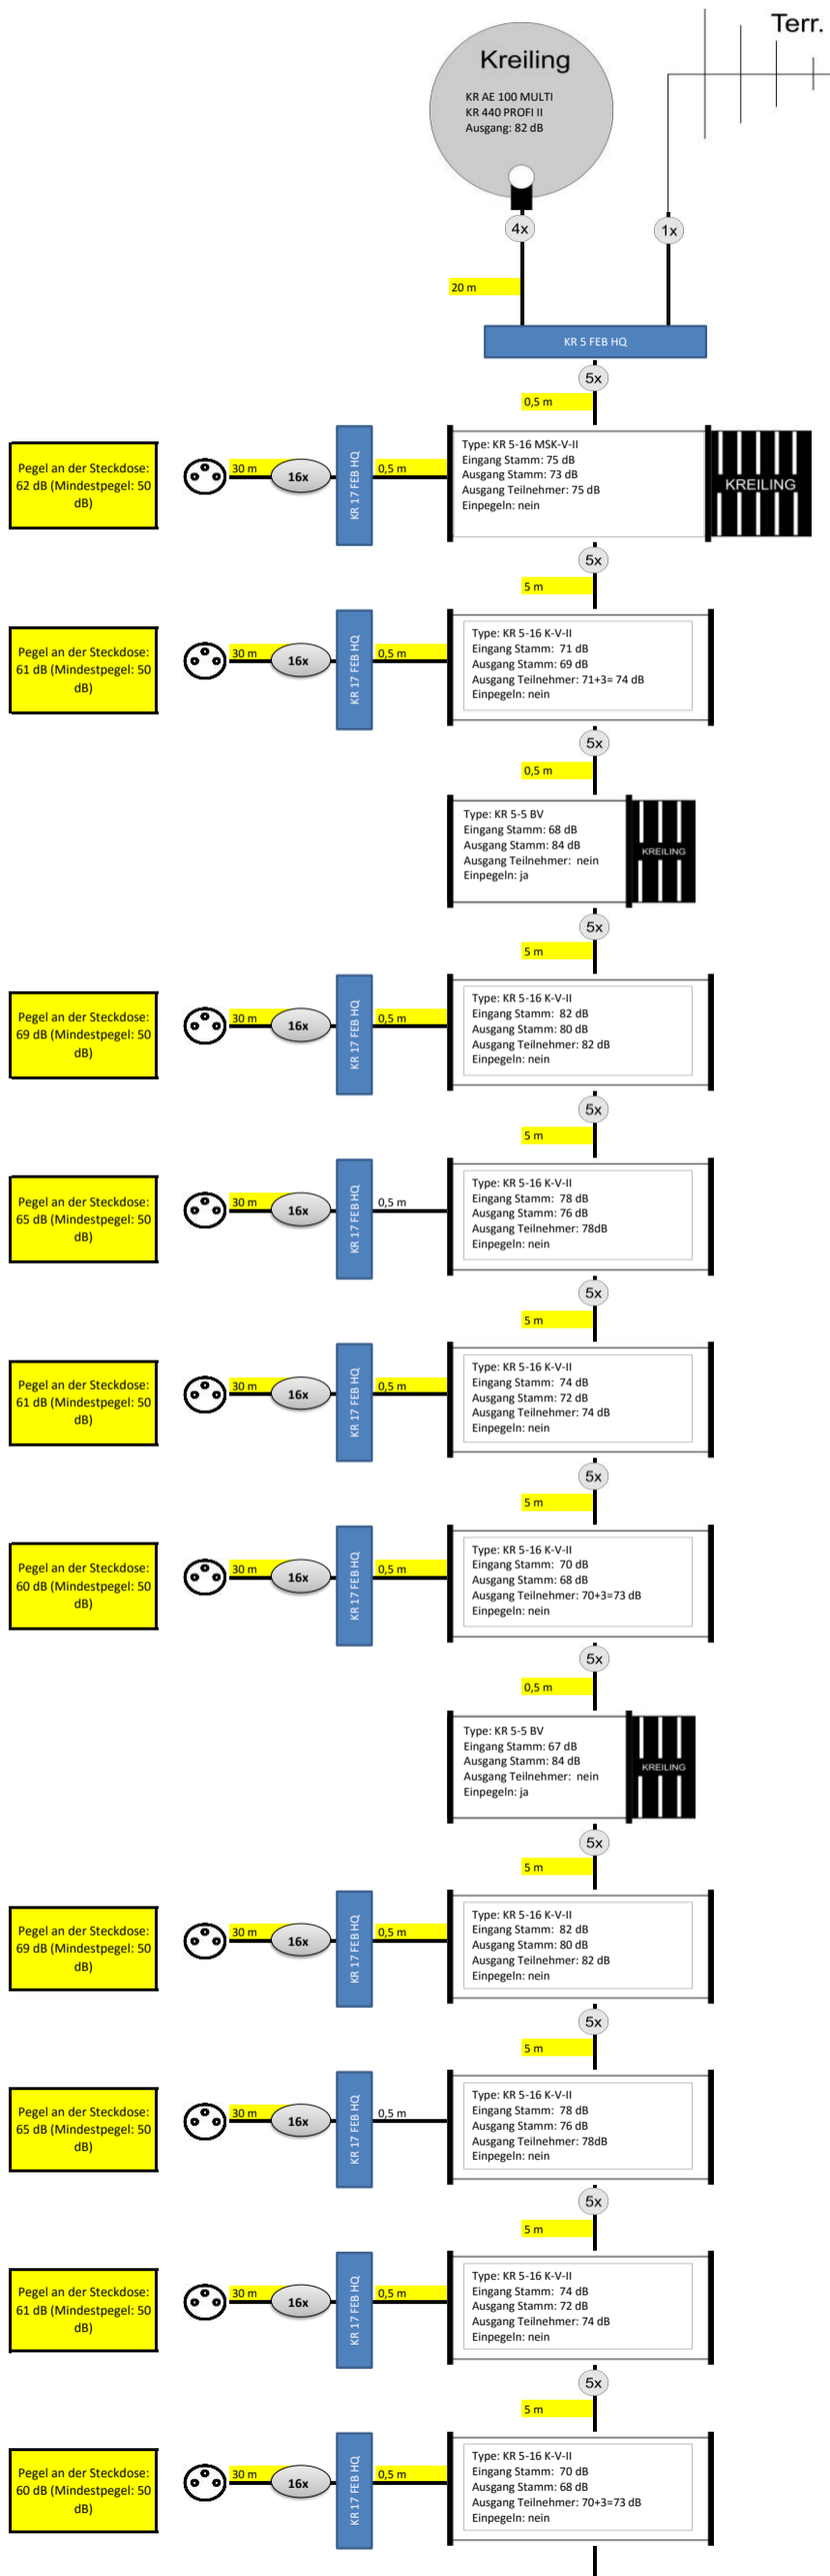 Terr.
Kreiling
KR AE 100 MULTI
KR 440 PROFI II
Ausgang: 82 dB
4x
1x
20 m
KR 5 FEB HQ
5x
0,5 m
Pegel an der Steckdose:
62 dB (Mindestpegel: 50
dB)
30 m
16x
KR 17 FEB HQ
0,5 m
Type: KR 5-16 MSK-V-II
Eingang Stamm: 75 dB
Ausgang Stamm: 73 dB
Ausgang Teilnehmer: 75 dB
Einpegeln: nein
KREILING
5x
5 m
Pegel an der Steckdose:
61 dB (Mindestpegel: 50
dB)
30 m
16x
KR 17 FEB HQ
0,5 m
Type: KR 5-16 K-V-II
Eingang Stamm: 71 dB
Ausgang Stamm: 69 dB
Ausgang Teilnehmer: 71+3= 74 dB
Einpegeln: nein
5x
0,5 m
Type: KR 5-5 BV
Eingang Stamm: 68 dB
Ausgang Stamm: 84 dB
Ausgang Teilnehmer: nein
Einpegeln: ja
KREILING
5x
5 m
Pegel an der Steckdose:
69 dB (Mindestpegel: 50
dB)
30 m
16x
KR 17 FEB HQ
0,5 m
Type: KR 5-16 K-V-II
Eingang Stamm: 82 dB
Ausgang Stamm: 80 dB
Ausgang Teilnehmer: 82 dB
Einpegeln: nein
5x
5 m
Pegel an der Steckdose:
65 dB (Mindestpegel: 50
dB)
30 m
16x
KR 17 FEB HQ
0,5 m
Type: KR 5-16 K-V-II
Eingang Stamm: 78 dB
Ausgang Stamm: 76 dB
Ausgang Teilnehmer: 78dB
Einpegeln: nein
5x
5 m
Pegel an der Steckdose:
61 dB (Mindestpegel: 50
dB)
30 m
16x
KR 17 FEB HQ
0,5 m
Type: KR 5-16 K-V-II
Eingang Stamm: 74 dB
Ausgang Stamm: 72 dB
Ausgang Teilnehmer: 74 dB
Einpegeln: nein
5x
5 m
Pegel an der Steckdose:
60 dB (Mindestpegel: 50
dB)
30 m
16x
KR 17 FEB HQ
0,5 m
Type: KR 5-16 K-V-II
Eingang Stamm: 70 dB
Ausgang Stamm: 68 dB
Ausgang Teilnehmer: 70+3=73 dB
Einpegeln: nein
5x
0,5 m
Type: KR 5-5 BV
Eingang Stamm: 67 dB
Ausgang Stamm: 84 dB
Ausgang Teilnehmer: nein
Einpegeln: ja
KREILING
5x
5 m
Pegel an der Steckdose:
69 dB (Mindestpegel: 50
dB)
30 m
16x
KR 17 FEB HQ
0,5 m
Type: KR 5-16 K-V-II
Eingang Stamm: 82 dB
Ausgang Stamm: 80 dB
Ausgang Teilnehmer: 82 dB
Einpegeln: nein
5x
5 m
Pegel an der Steckdose:
65 dB (Mindestpegel: 50
dB)
30 m
16x
KR 17 FEB HQ
0,5 m
Type: KR 5-16 K-V-II
Eingang Stamm: 78 dB
Ausgang Stamm: 76 dB
Ausgang Teilnehmer: 78dB
Einpegeln: nein
5x
5 m
Pegel an der Steckdose:
61 dB (Mindestpegel: 50
dB)
30 m
16x
KR 17 FEB HQ
0,5 m
Type: KR 5-16 K-V-II
Eingang Stamm: 74 dB
Ausgang Stamm: 72 dB
Ausgang Teilnehmer: 74 dB
Einpegeln: nein
5x
5 m
Pegel an der Steckdose:
60 dB (Mindestpegel: 50
dB)
30 m
16x
KR 17 FEB HQ
0,5 m
Type: KR 5-16 K-V-II
Eingang Stamm: 70 dB
Ausgang Stamm: 68 dB
Ausgang Teilnehmer: 70+3=73 dB
Einpegeln: nein